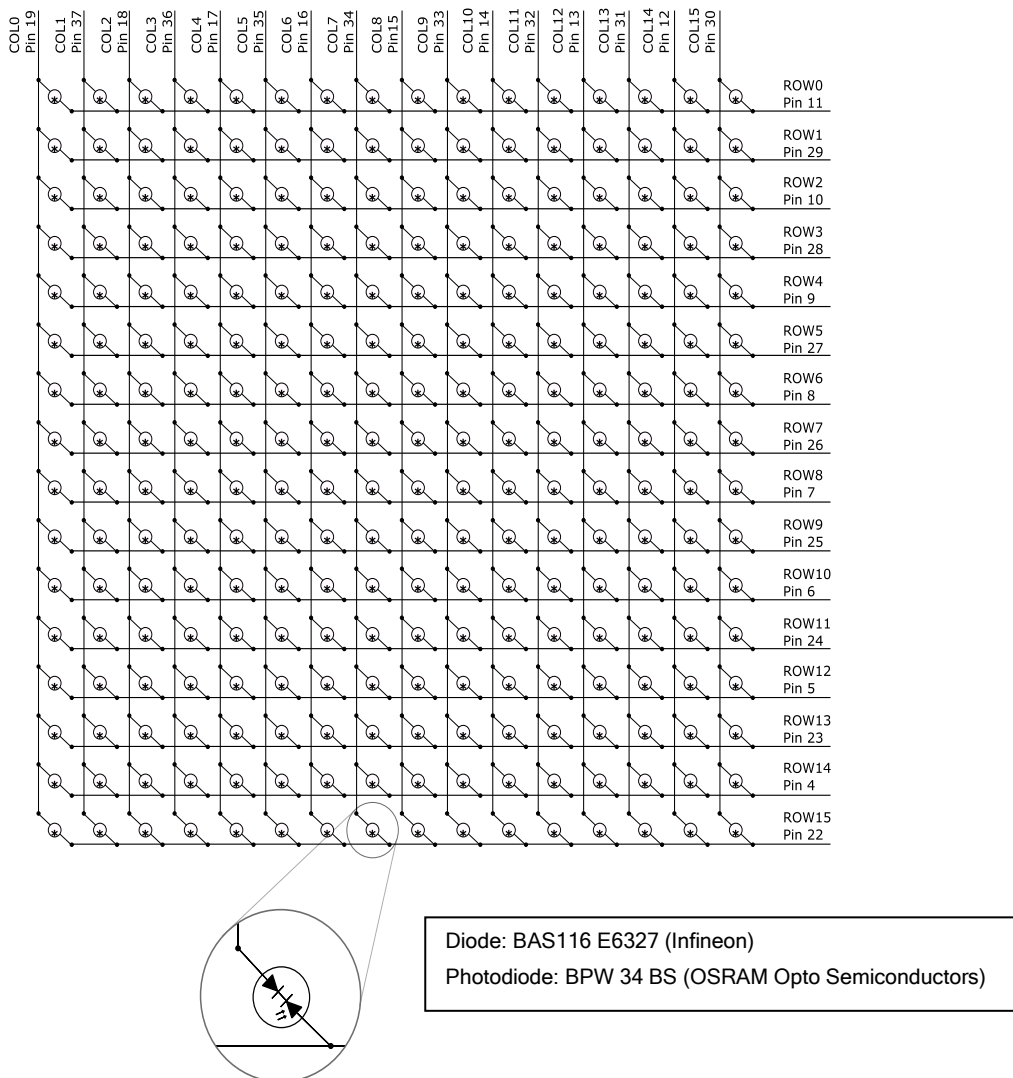 COL0
Pin 19
COL1
Pin 37
COL2
Pin 18
COL3
Pin 36
COL4
Pin 17
COL5
Pin 35
COL6
Pin 16
COL7
Pin 34
COL8
Pin15
COL9
Pin 33
COL10
Pin 14
COL11
Pin 32
COL12
Pin 13
COL13
Pin 31
COL14
Pin 12
COL15
Pin 30
ROW0
Pin 11
ROW1
Pin 29
ROW2
Pin 10
ROW3
Pin 28
ROW4
Pin 9
ROW5
Pin 27
ROW6
Pin 8
ROW7
Pin 26
ROW8
Pin 7
ROW9
Pin 25
ROW10
Pin 6
ROW11
Pin 24
ROW12
Pin 5
ROW13
Pin 23
ROW14
Pin 4
ROW15
Pin 22
Diode: BAS116 E6327 (Infineon)
Photodiode: BPW 34 BS (OSRAM Opto Semiconductors)